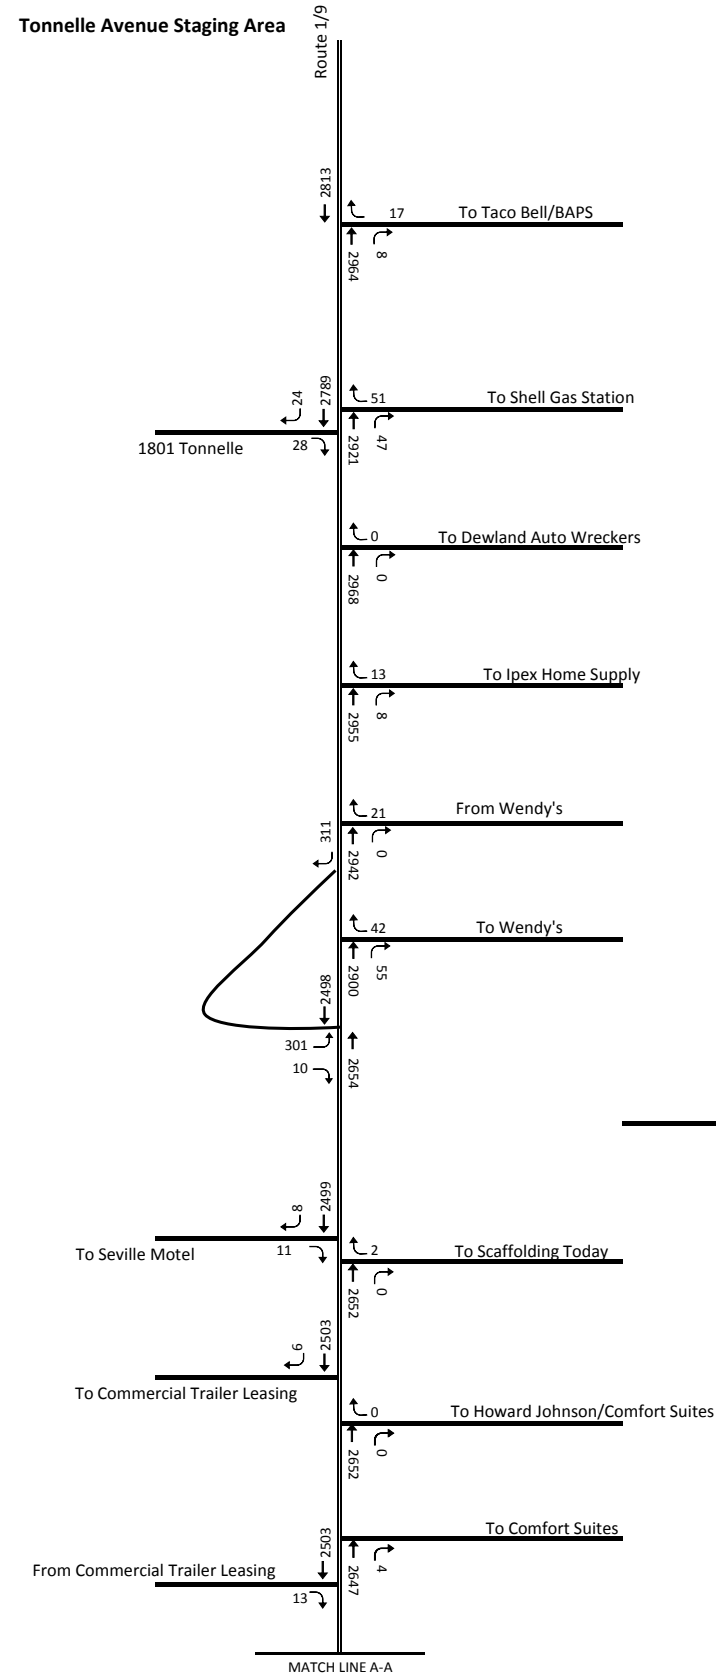 Tonnelle Avenue Staging Area
Route 1/9
2813
17
To Taco Bell/BAPS
2964
8
24
2789
51
To Shell Gas Station
1801 Tonnelle
28
2921
47
0
To Dewland Auto Wreckers
2968
0
13
To Ipex Home Supply
2955
8
311
21
From Wendy's
2942
0
42
To Wendy's
2900
55
2498
301
10
2654
8
2499
To Seville Motel
11
2
To Scaffolding Today
2652
0
6
2503
To Commercial Trailer Leasing
0
To Howard Johnson/Comfort Suites
2652
0
2503
To Comfort Suites
2647
4
From Commercial Trailer Leasing
13
MATCH LINE A-A